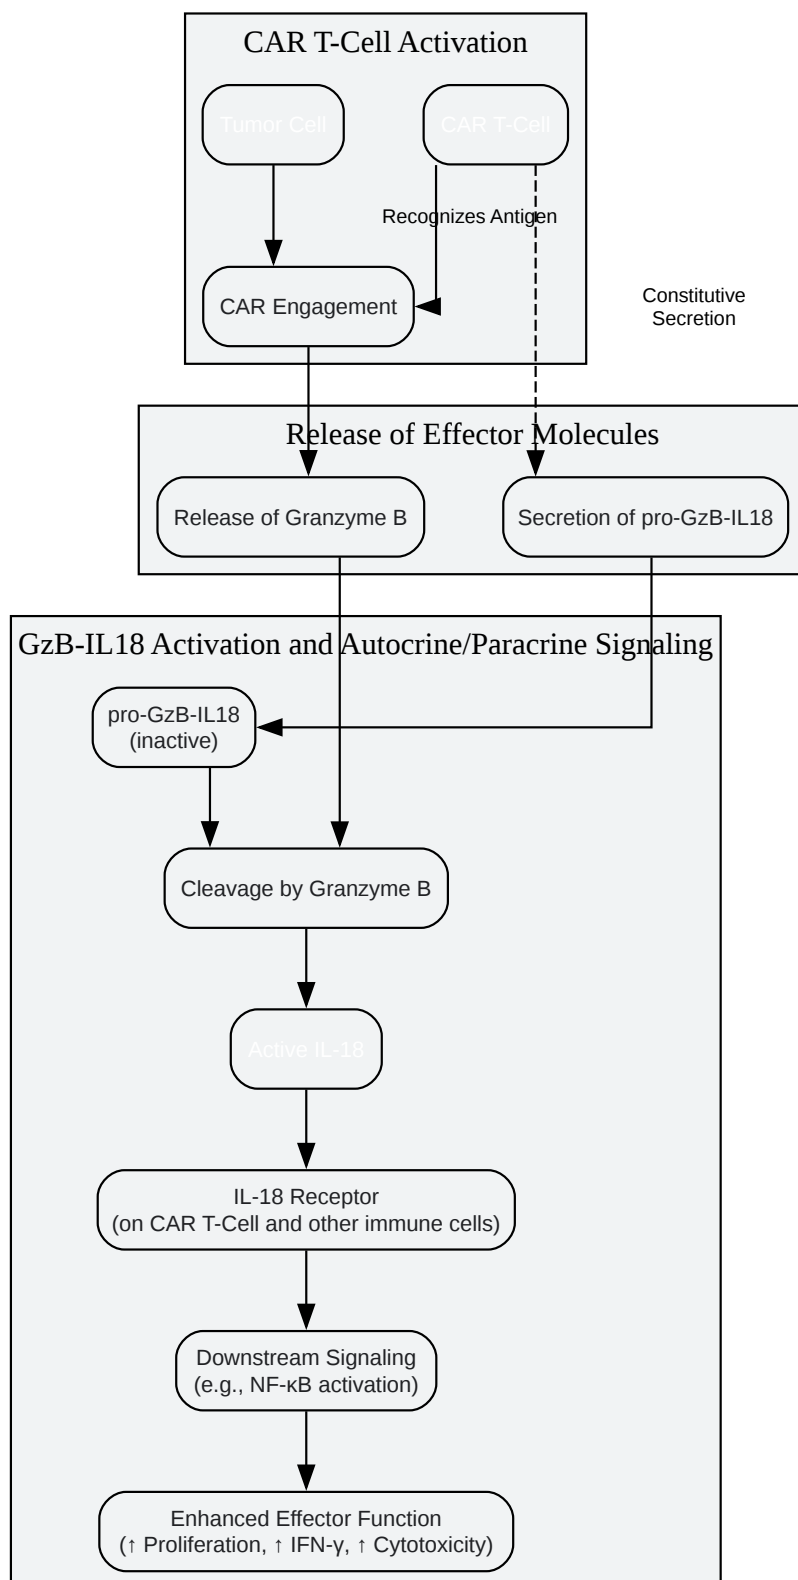 CAR T-Cell Activation
Tumor Cell
CAR T-Cell
Recognizes Antigen
CAR Engagement
Constitutive
Secretion
Release of Effector Molecules
Release of Granzyme B
Secretion of pro-GzB-IL18
GzB-IL18 Activation and Autocrine/Paracrine Signaling
pro-GzB-IL18
(inactive)
Cleavage by Granzyme B
Active IL-18
IL-18 Receptor
(on CAR T-Cell and other immune cells)
Downstream Signaling
(e.g., NF-κB activation)
Enhanced Effector Function
(↑ Proliferation, ↑ IFN-γ, ↑ Cytotoxicity)